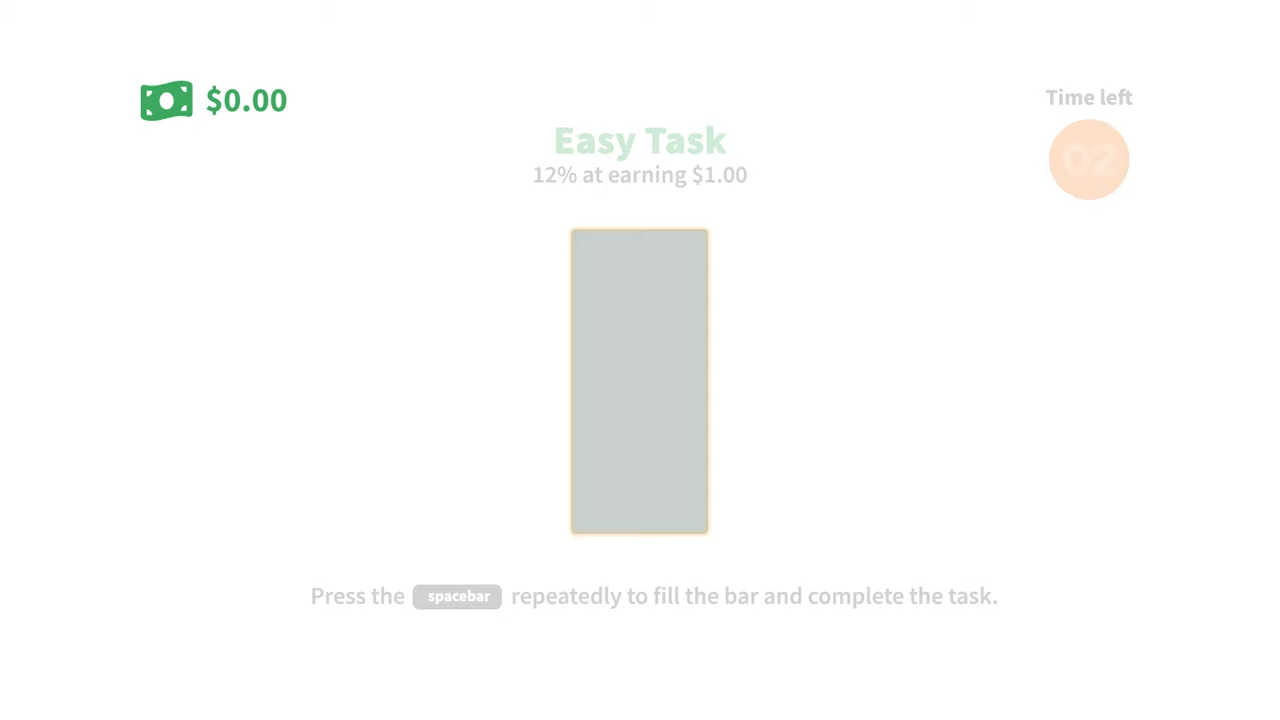 $0.00
Time left
02
Easy Task
12% at earning $1.00
Press the spacebar repeatedly to fill the bar and complete the task.